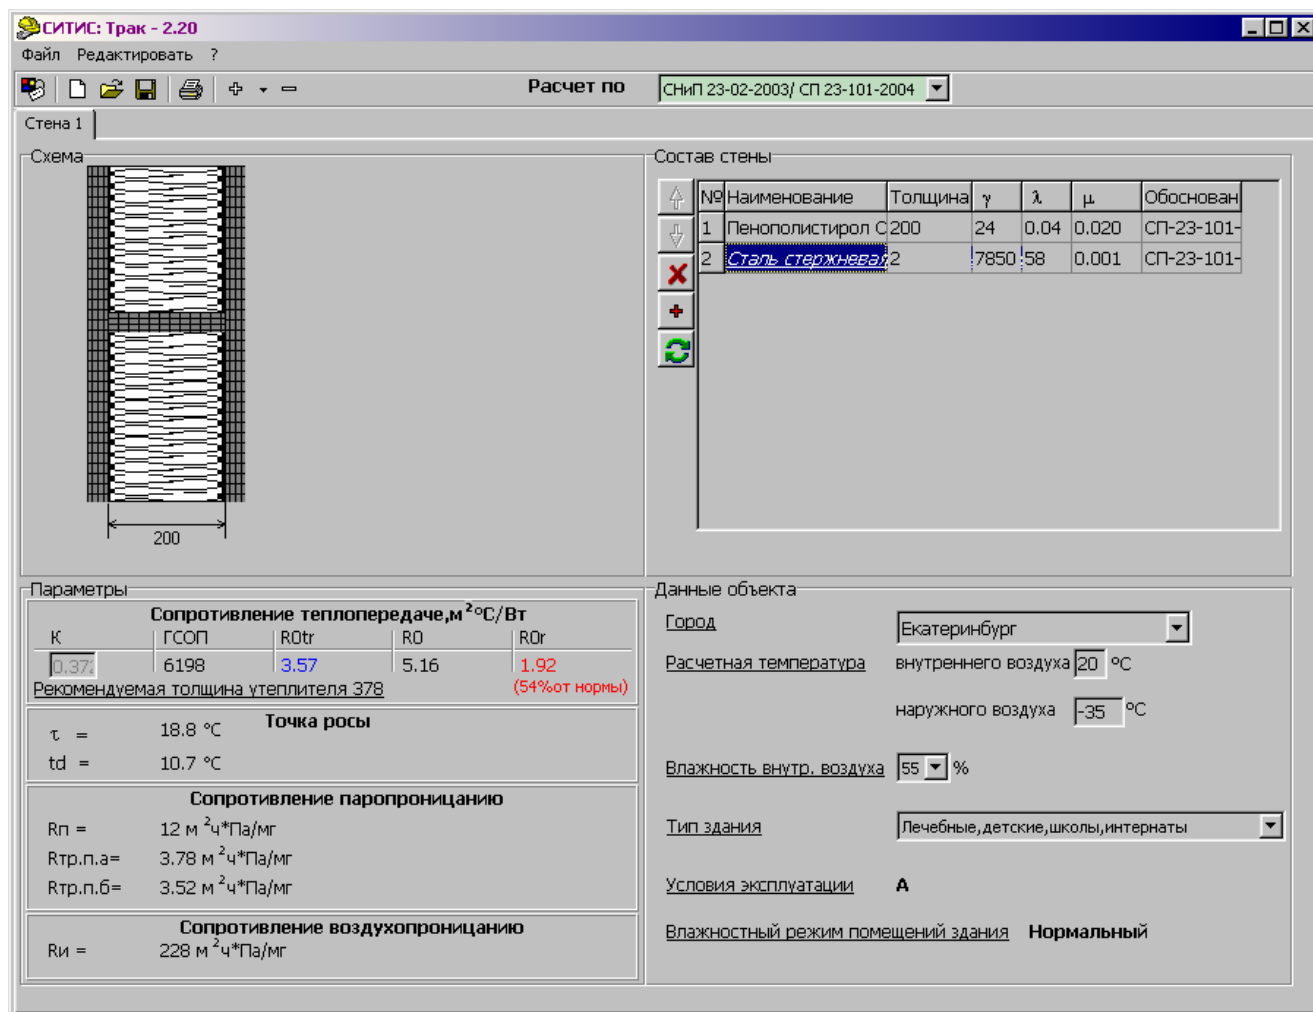 СИТИС: Трак - 2.20
Файл Редактировать ?
Расчет по СНиП 23-02-2003/ СП 23-101-2004
Стена 1
Схема
200
Состав стены
№ Наименование Толщина γ λ μ Обоснован
1 Пенополистирол С 200 24 0.04 0.020 СП-23-101-
2 Сталь стержневая 2 7850 58 0.001 СП-23-101-
Параметры
Сопротивление теплопередаче,м²°С/Вт
К ГСОП R0tr R0 R0r
0.372 6198 3.57 5.16 1.92
Рекомендуемая толщина утеплителя 378 (54%от нормы)
Точка росы
τ = 18.8 °С
td = 10.7 °С
Сопротивление паропроницанию
Rп = 12 м²ч*Па/мг
Rтр.п.а= 3.78 м²ч*Па/мг
Rтр.п.б= 3.52 м²ч*Па/мг
Сопротивление воздухопроницанию
Rи = 228 м²ч*Па/мг
Данные объекта
Город Екатеринбург
Расчетная температура внутреннего воздуха 20 °С
наружного воздуха -35 °С
Влажность внутр. воздуха 55 %
Тип здания Лечебные,детские,школы,интернаты
Условия эксплуатации А
Влажностный режим помещений здания Нормальный